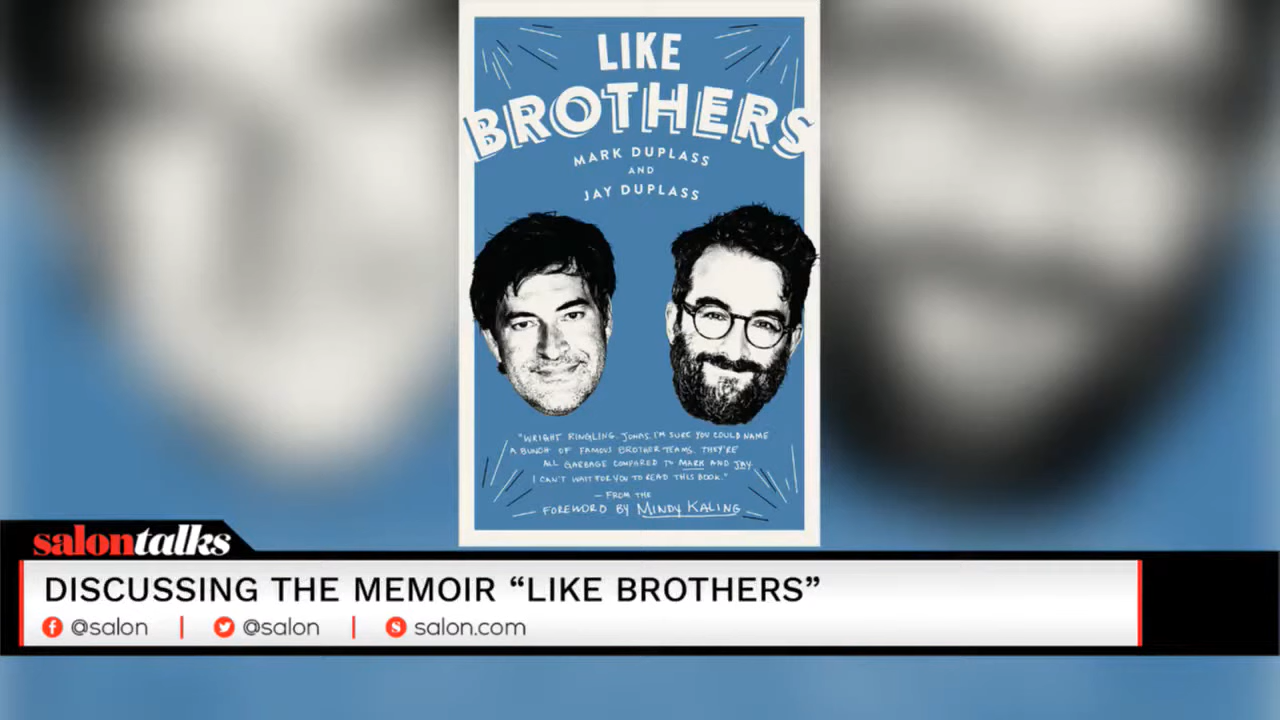 LIKE
BROTHERS
MARK DUPLASS
AND
JAY DUPLASS
"WRIGHT. RINGLING. JONAS. I'M SURE YOU COULD NAME
A BUNCH OF FAMOUS BROTHER TEAMS. THEY'RE
ALL GARBAGE COMPARED TO MARK AND JAY.
I CAN'T WAIT FOR YOU TO READ THIS BOOK."
— FROM THE
FOREWORD BY MINDY KALING
salontalks
DISCUSSING THE MEMOIR “LIKE BROTHERS”
@salon | @salon | salon.com